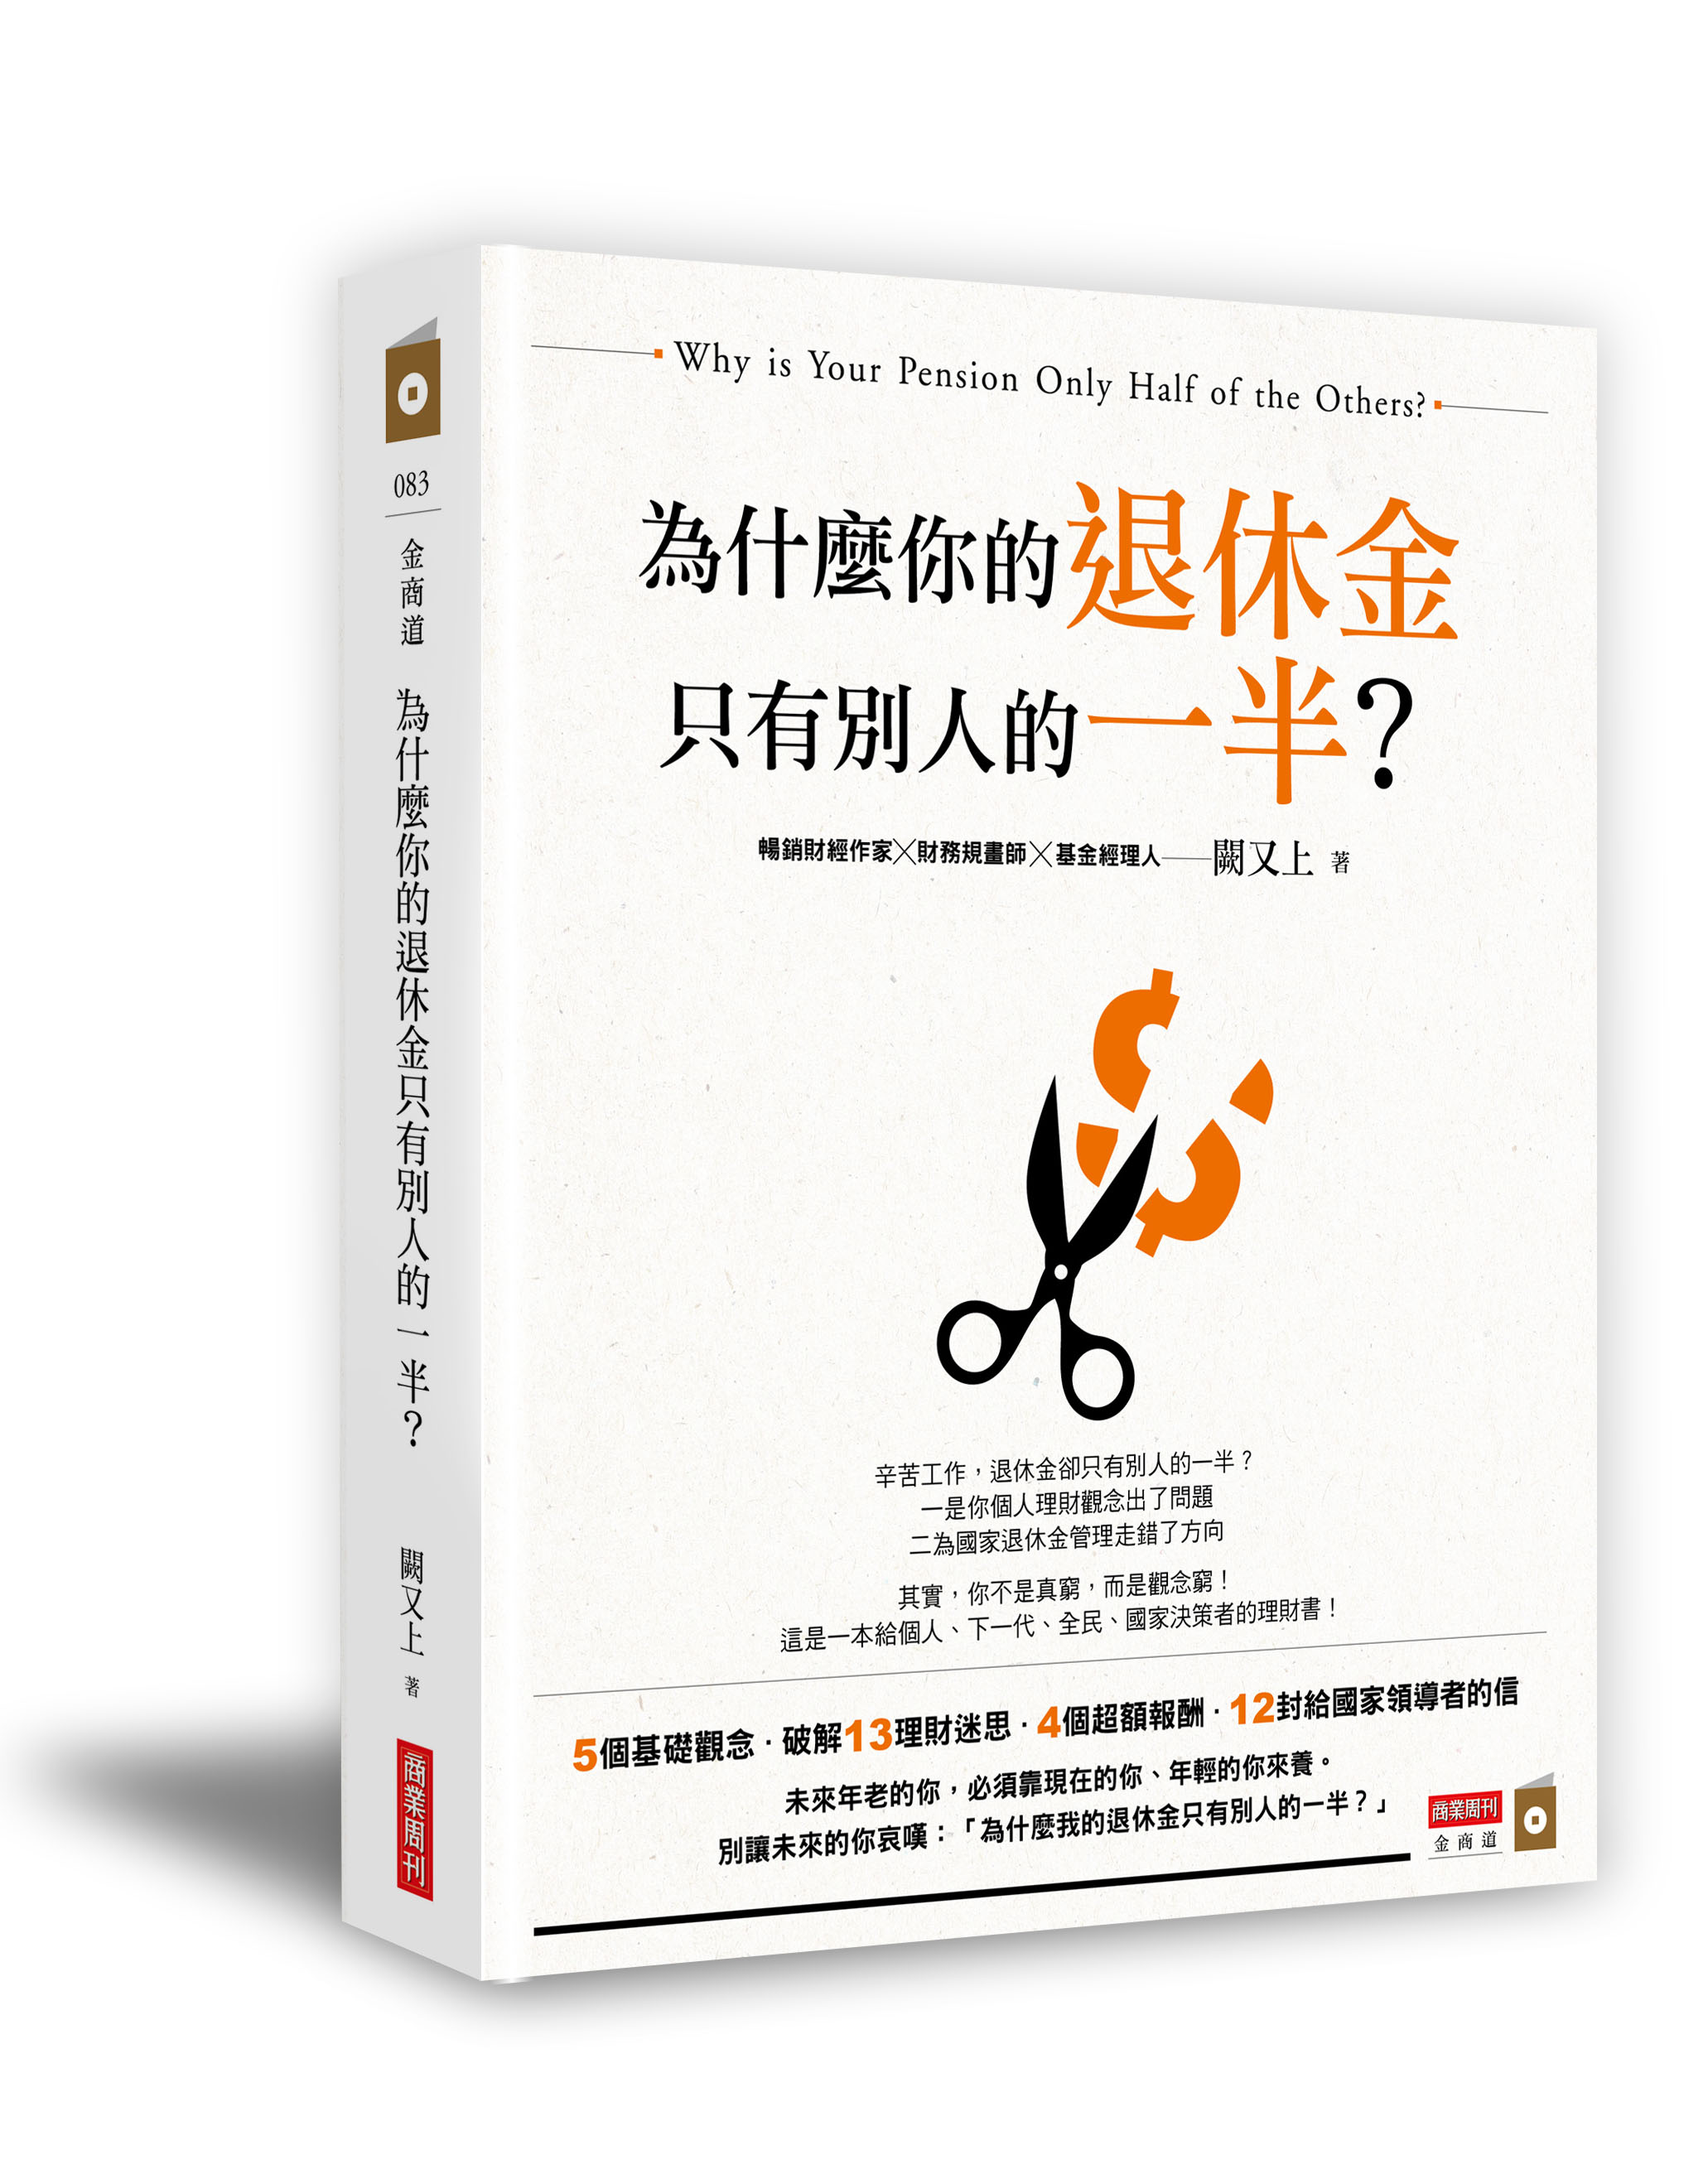 083
金商道
為什麼你的退休金只有別人的一半？
闕又上 著
商業周刊
Why is Your Pension Only Half of the Others?
為什麼你的退休金
只有別人的一半？
暢銷財經作家╳財務規畫師╳基金經理人——闕又上 著
辛苦工作，退休金卻只有別人的一半？
一是你個人理財觀念出了問題
二為國家退休金管理走錯了方向
其實，你不是真窮，而是觀念窮！
這是一本給個人、下一代、全民、國家決策者的理財書！
5個基礎觀念·破解13理財迷思·4個超額報酬·12封給國家領導者的信
未來年老的你，必須靠現在的你、年輕的你來養。
別讓未來的你哀嘆：「為什麼我的退休金只有別人的一半？」
商業周刊
金商道